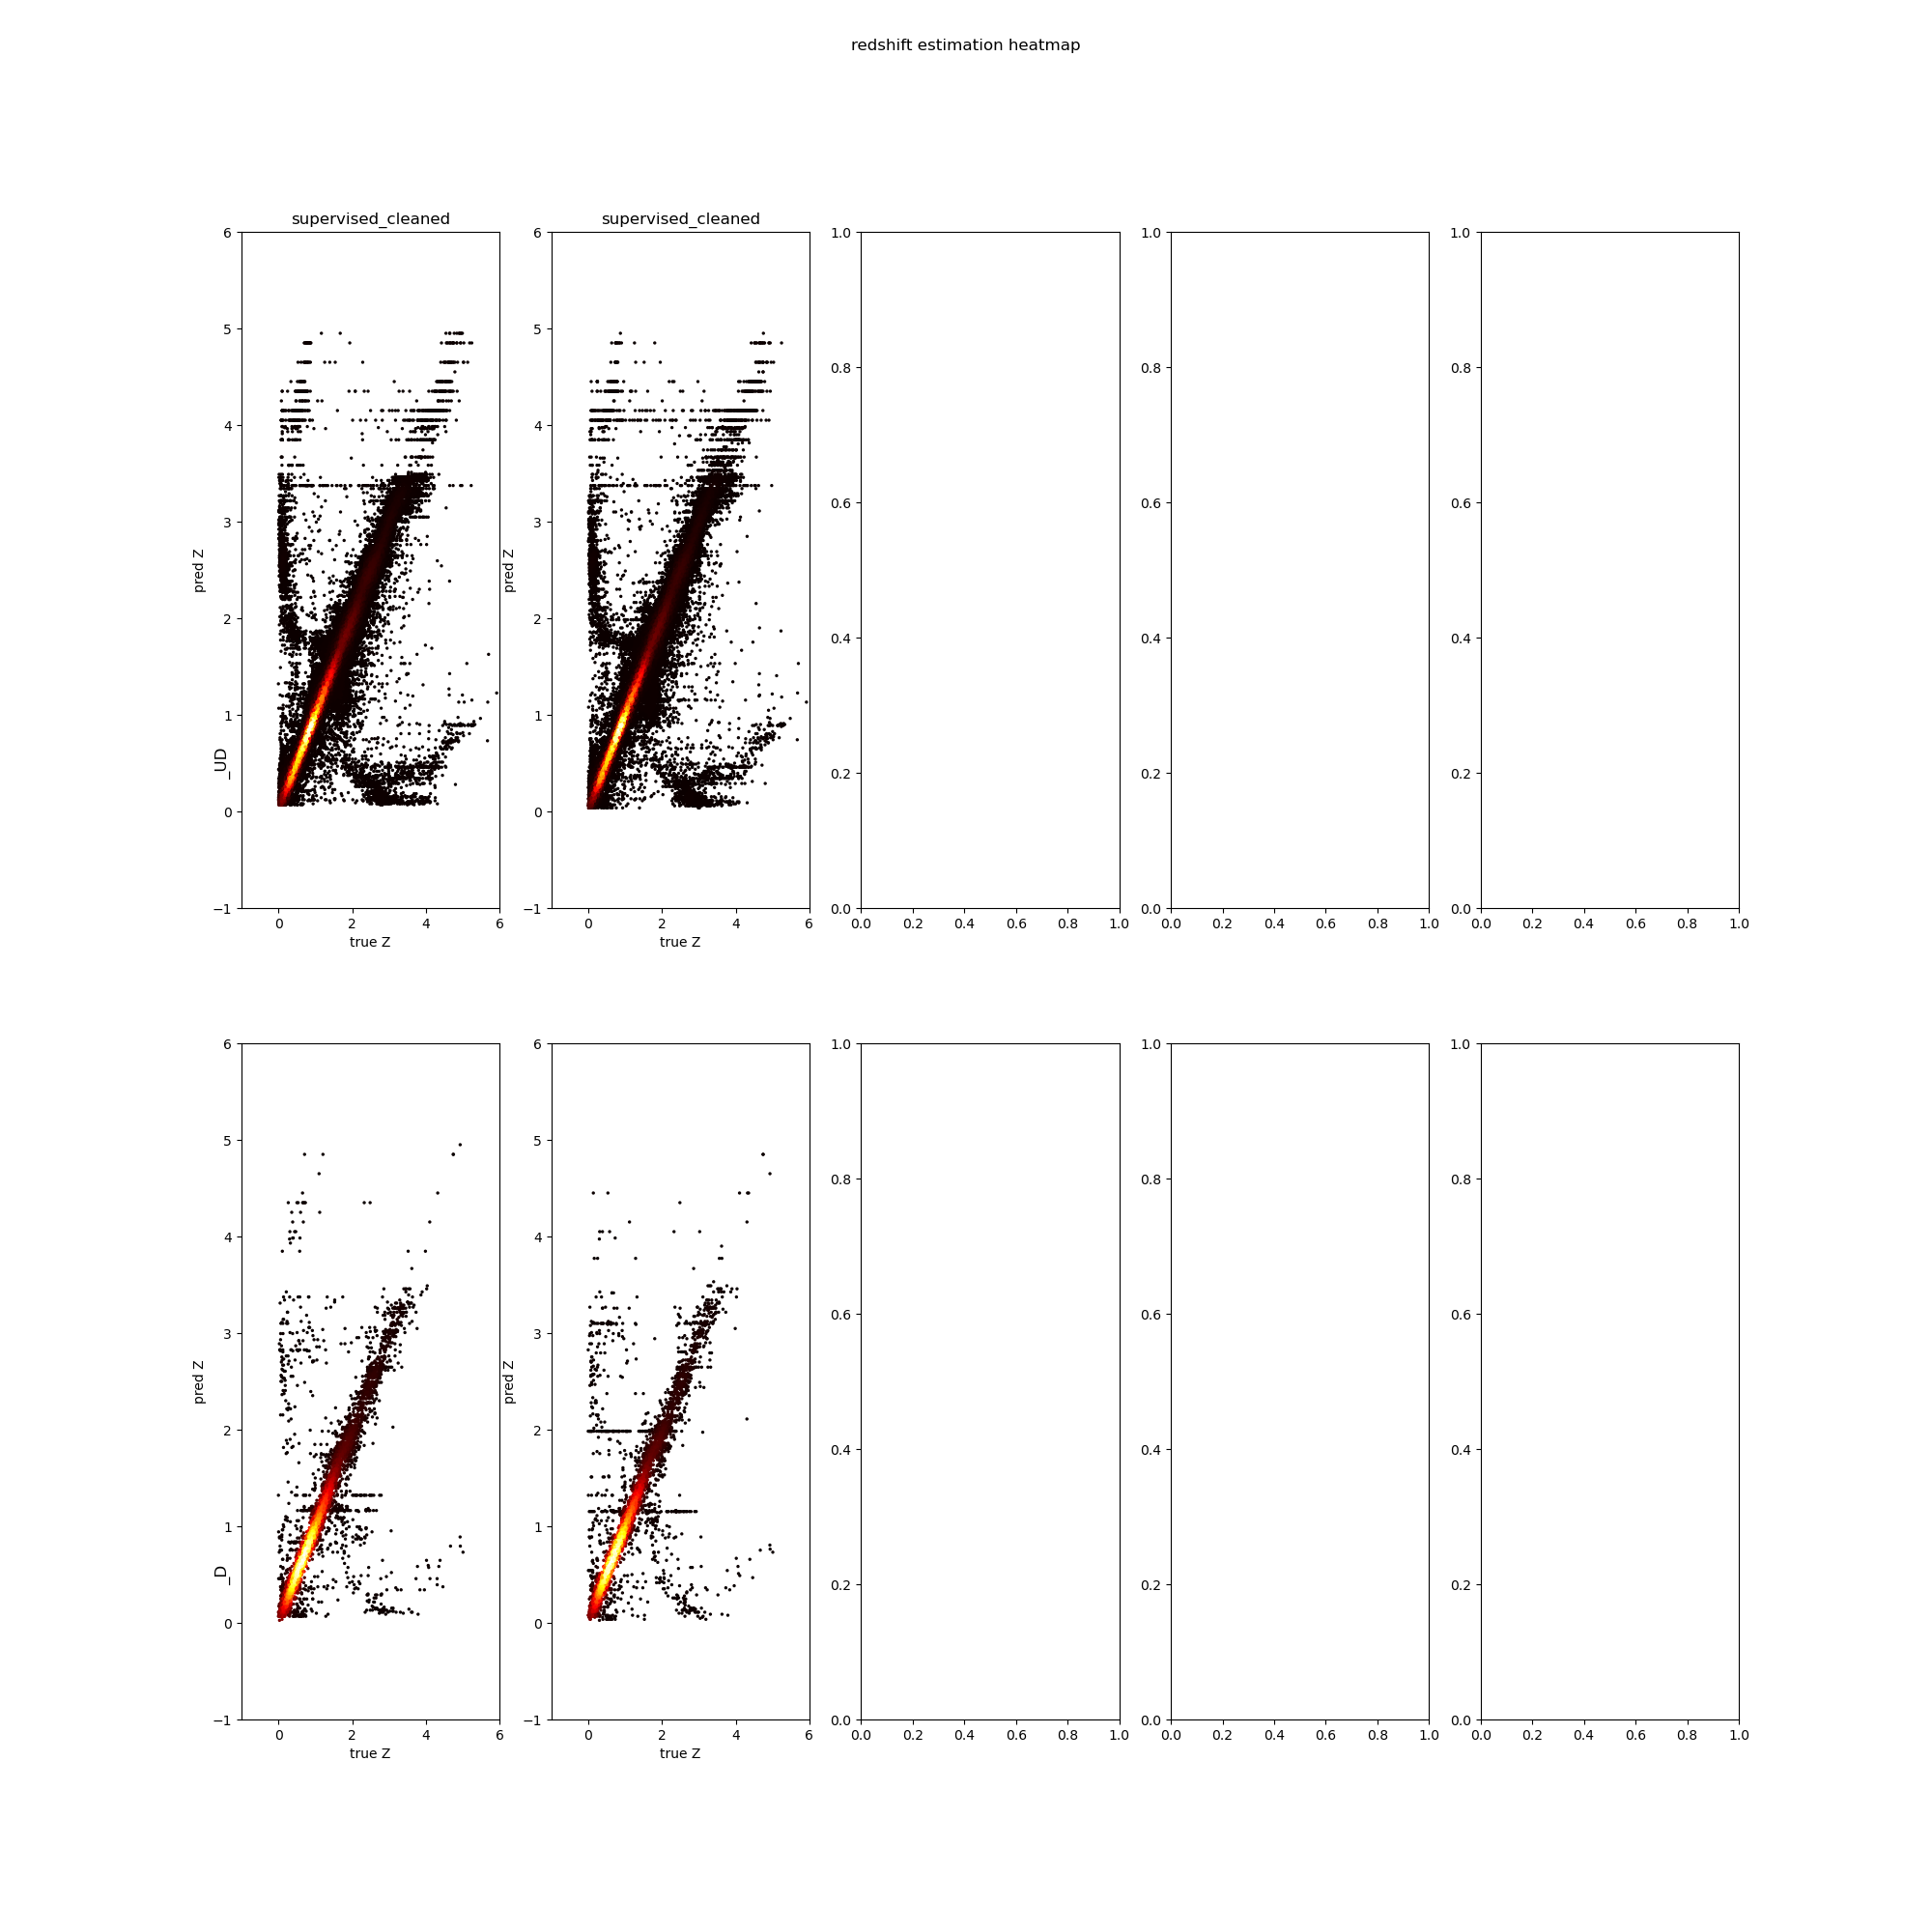 redshift estimation heatmap
supervised_cleaned supervised_cleaned
6 6 1.0 1.0 1.0
5 5 0.8 0.8 0.8
4 4 0.6 0.6 0.6
3 3 0.4 0.4 0.4
2 2 0.2 0.2 0.2
1 1 0.0 0.0 0.0
0 0
−1 −1
pred Z pred Z
_UD
0 2 4 6 0 2 4 6 0.0 0.2 0.4 0.6 0.8 1.0 0.0 0.2 0.4 0.6 0.8 1.0 0.0 0.2 0.4 0.6 0.8 1.0
true Z true Z
6 6 1.0 1.0 1.0
5 5 0.8 0.8 0.8
4 4 0.6 0.6 0.6
3 3 0.4 0.4 0.4
2 2 0.2 0.2 0.2
1 1 0.0 0.0 0.0
0 0
−1 −1
pred Z pred Z
_D
0 2 4 6 0 2 4 6 0.0 0.2 0.4 0.6 0.8 1.0 0.0 0.2 0.4 0.6 0.8 1.0 0.0 0.2 0.4 0.6 0.8 1.0
true Z true Z